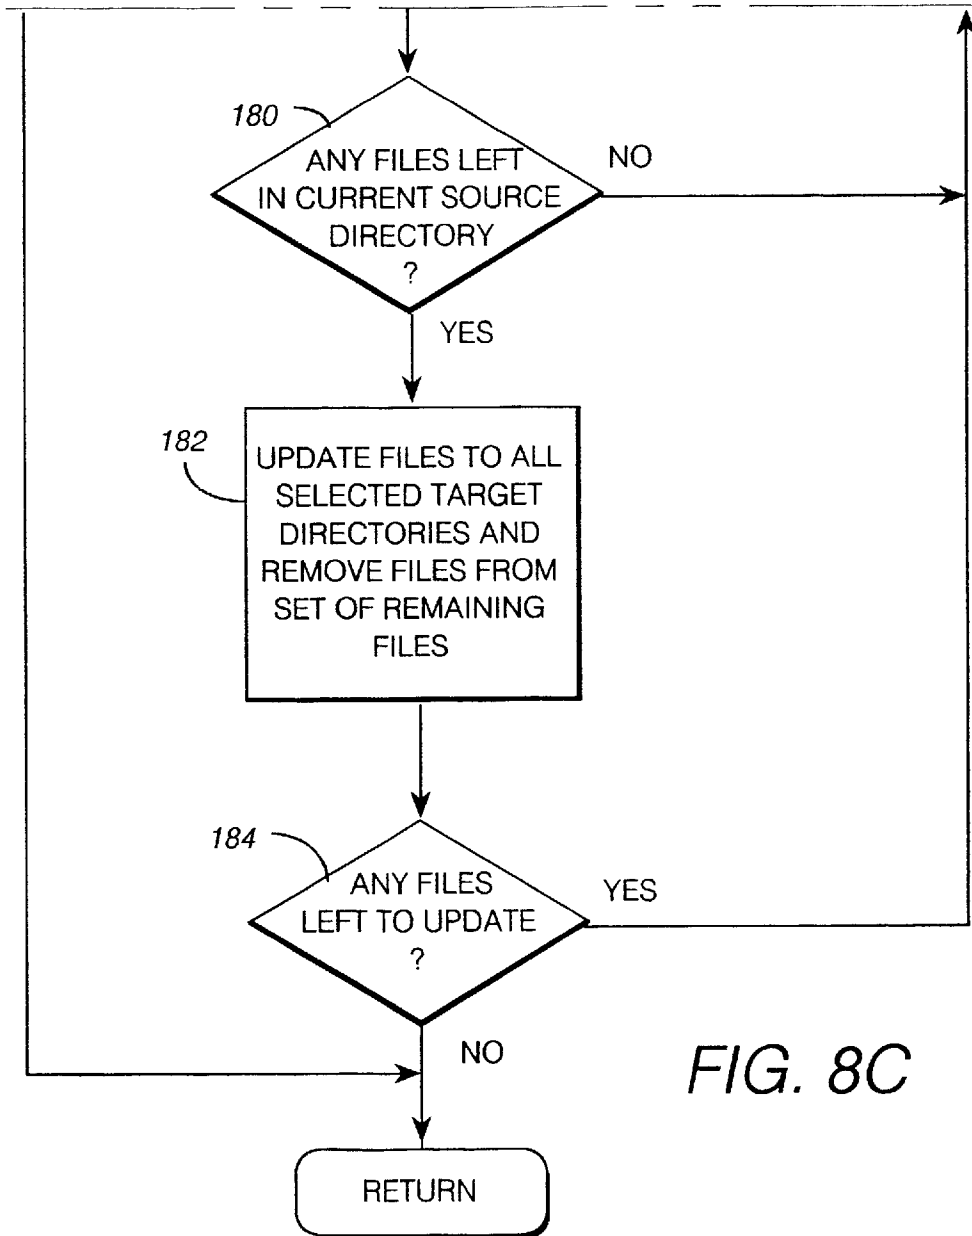 180
ANY FILES LEFT
IN CURRENT SOURCE
DIRECTORY
?
NO
YES
182
UPDATE FILES TO ALL
SELECTED TARGET
DIRECTORIES AND
REMOVE FILES FROM
SET OF REMAINING
FILES
184
ANY FILES
LEFT TO UPDATE
?
YES
NO
FIG. 8C
RETURN